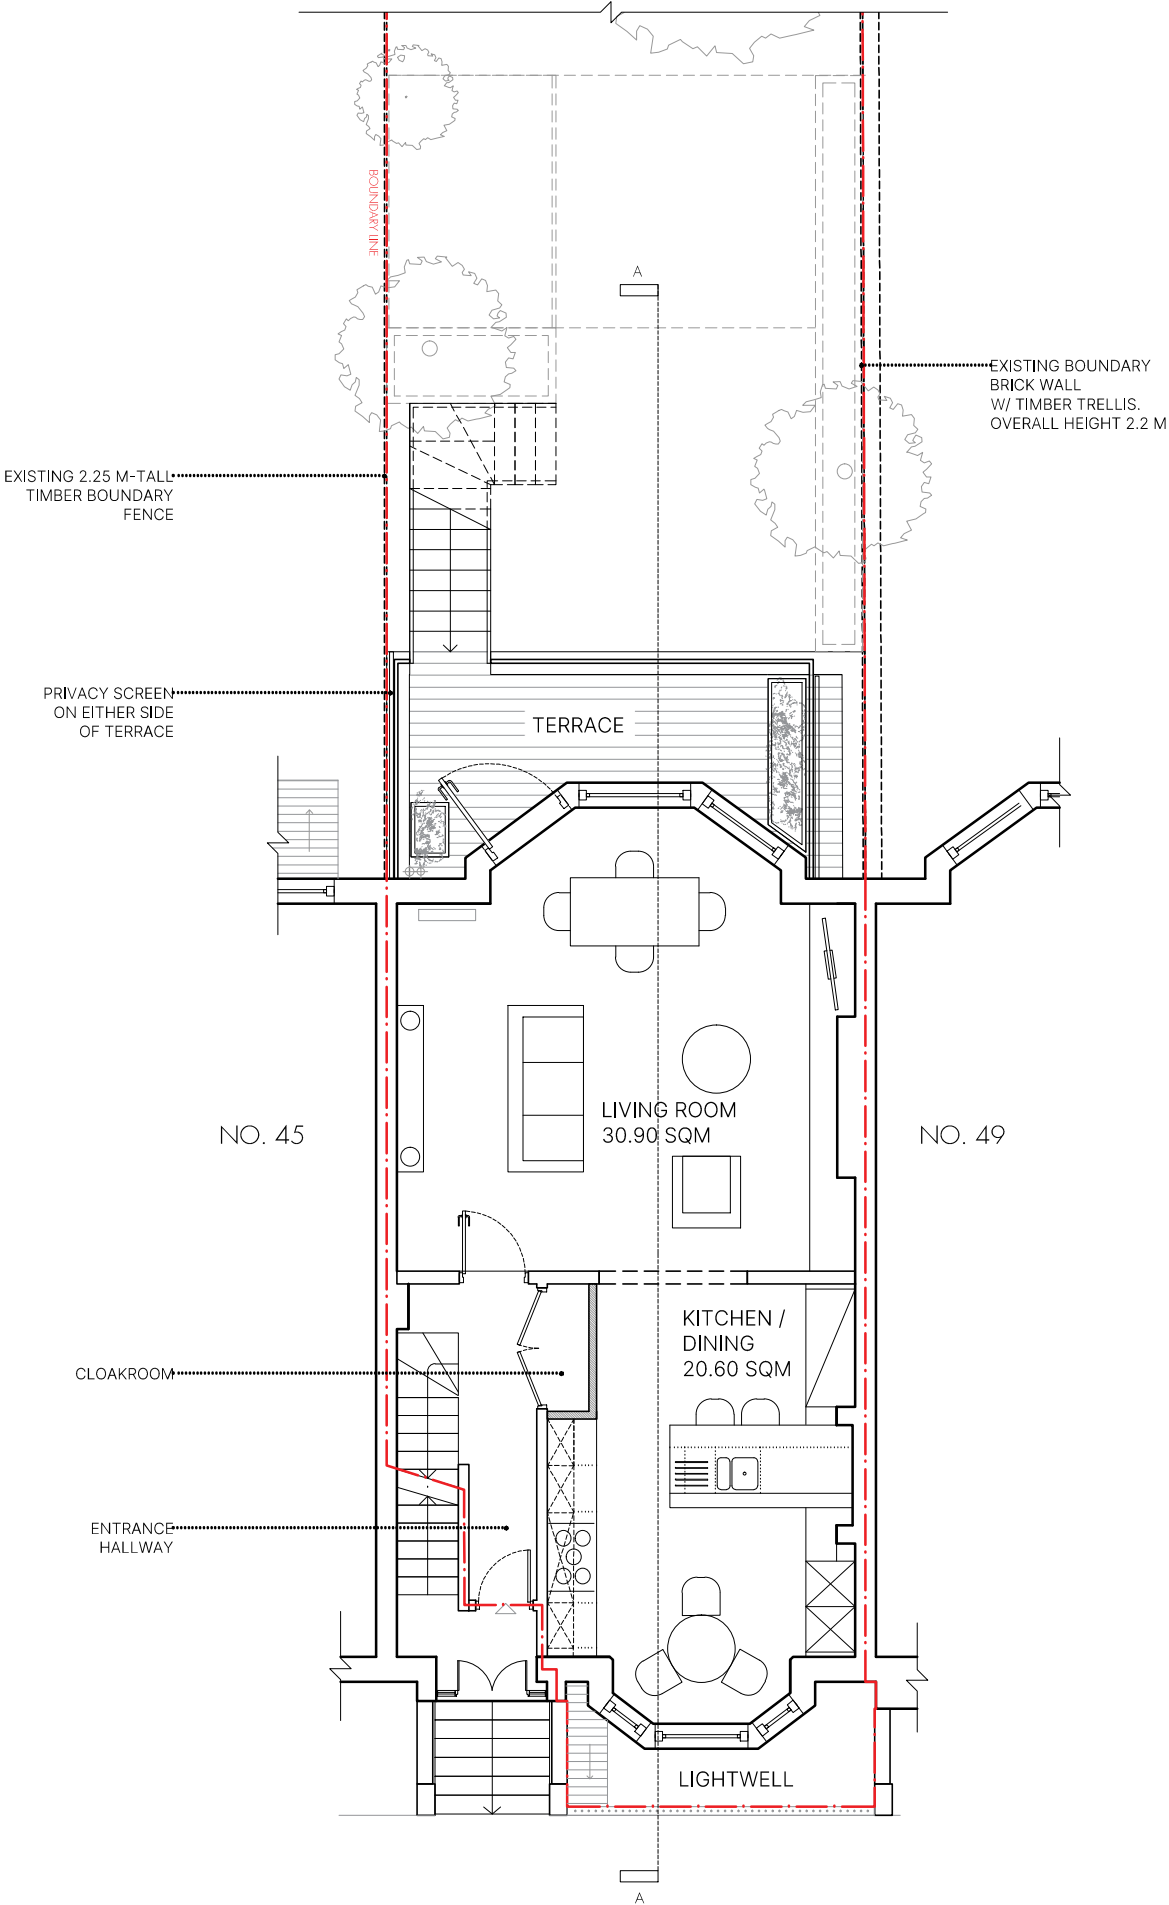 BOUNDARY LINE
A
EXISTING BOUNDARY
BRICK WALL
W/ TIMBER TRELLIS.
OVERALL HEIGHT 2.2 M
EXISTING 2.25 M-TALL
TIMBER BOUNDARY
FENCE
PRIVACY SCREEN
ON EITHER SIDE
OF TERRACE
TERRACE
LIVING ROOM
30.90 SQM
NO. 45
NO. 49
KITCHEN /
DINING
20.60 SQM
CLOAKROOM
ENTRANCE
HALLWAY
LIGHTWELL
A